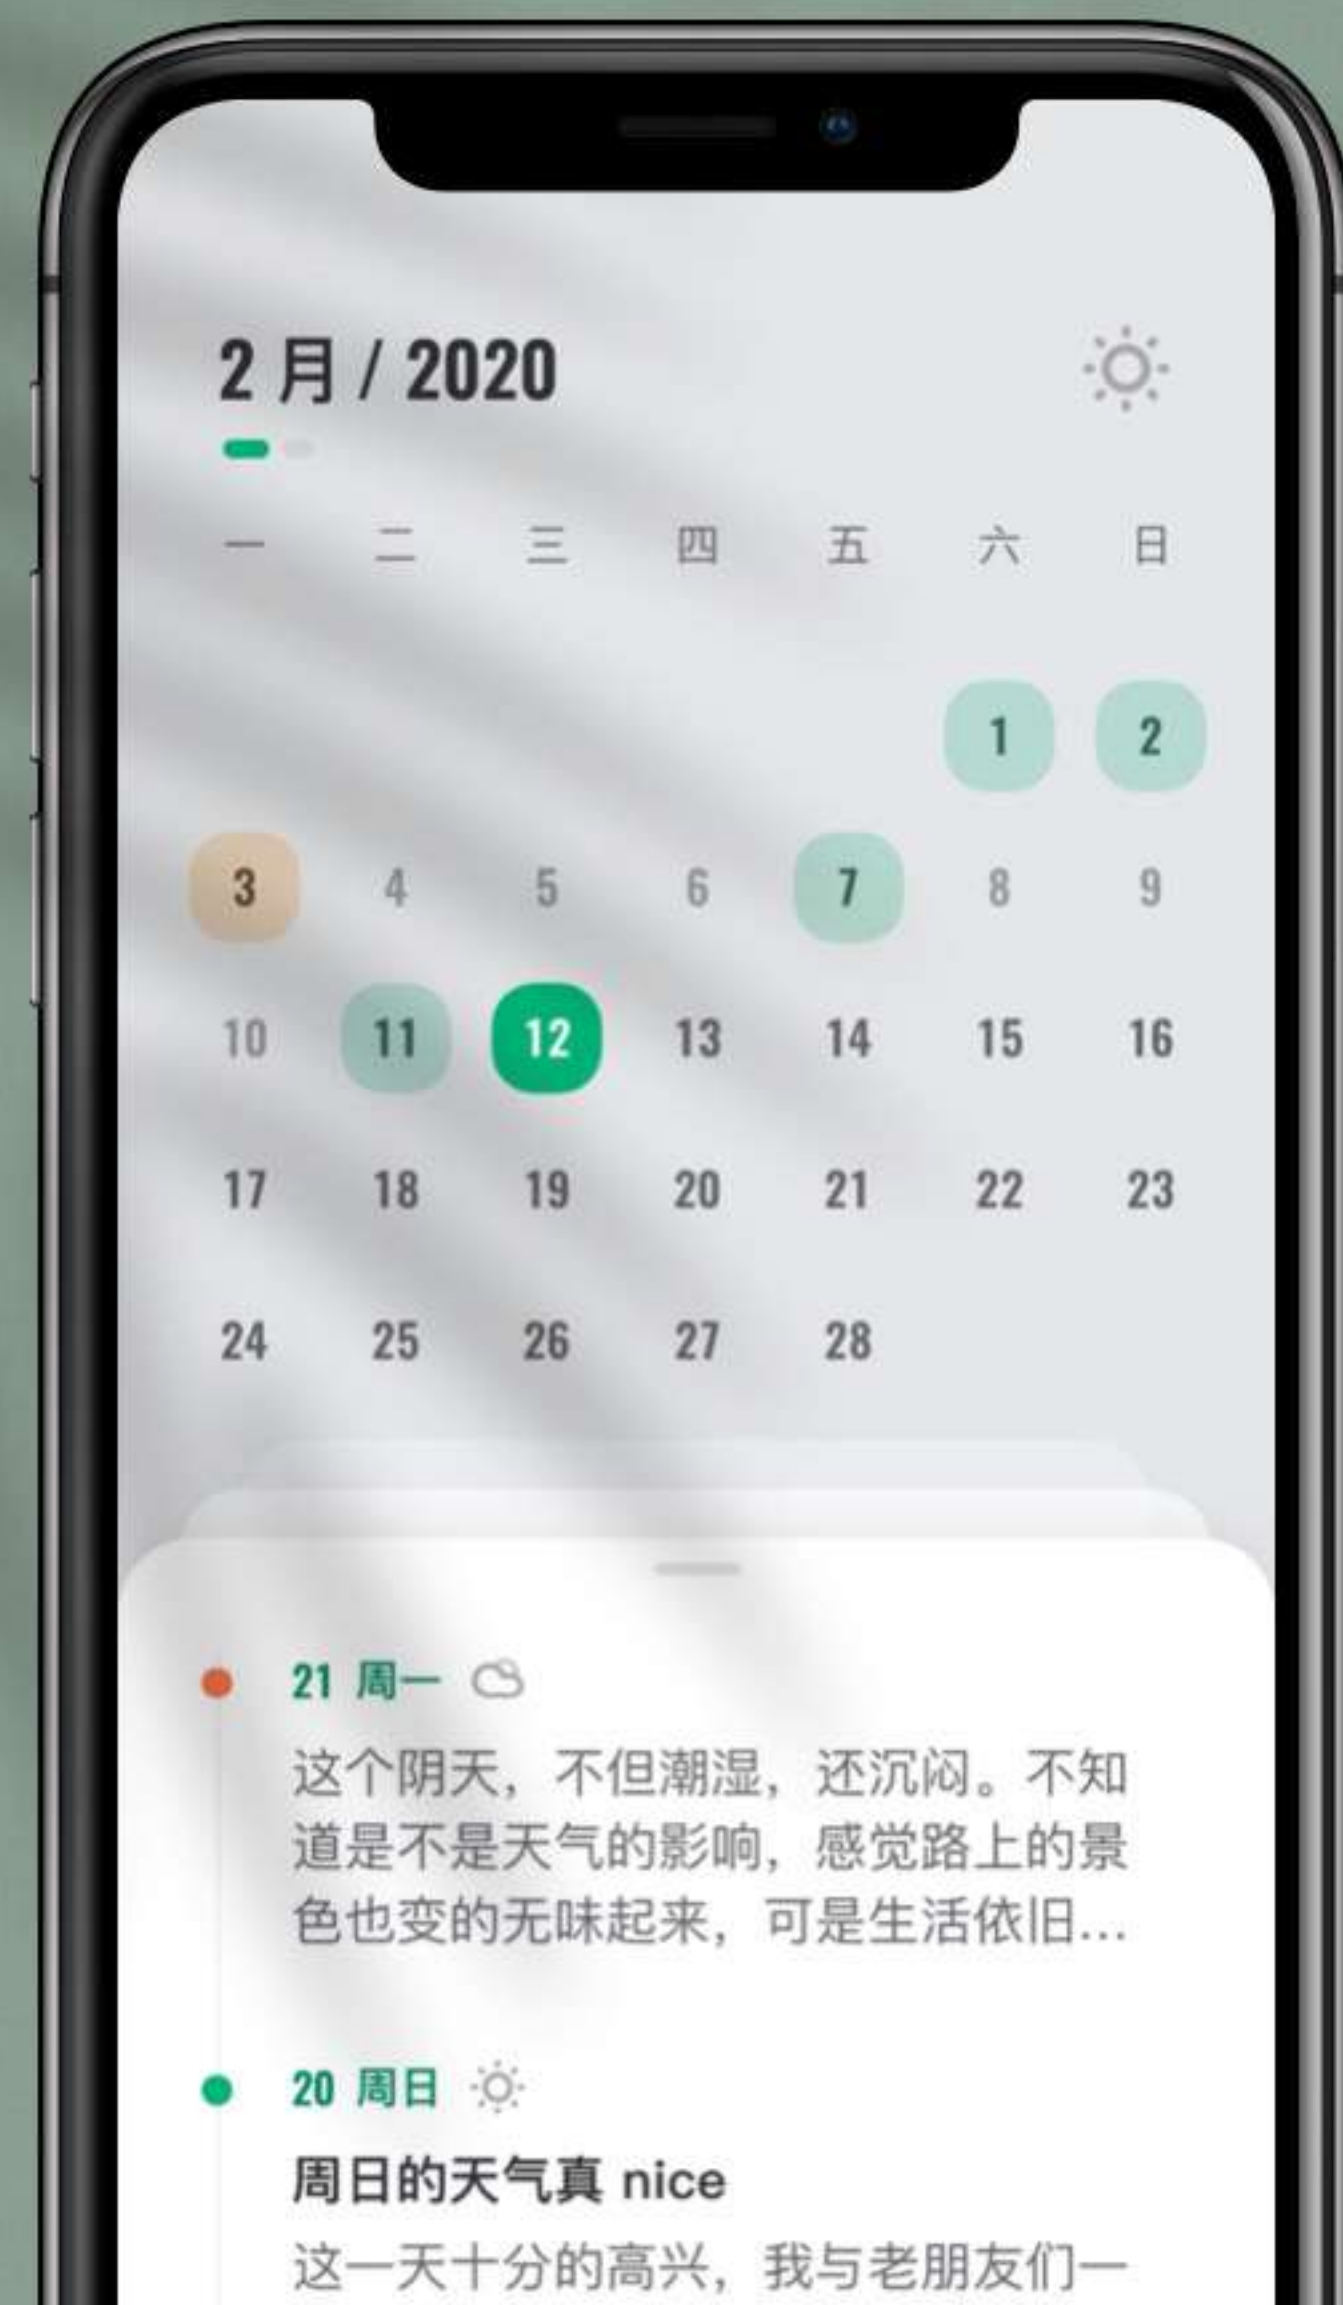 2 月 / 2020
一 二 三 四 五 六 日
1 2
3 4 5 6 7 8 9
10 11 12 13 14 15 16
17 18 19 20 21 22 23
24 25 26 27 28
21 周一
这个阴天，不但潮湿，还沉闷。不知
道是不是天气的影响，感觉路上的景
色也变的无味起来，可是生活依旧...
20 周日
周日的天气真 nice
这一天十分的高兴，我与老朋友们一